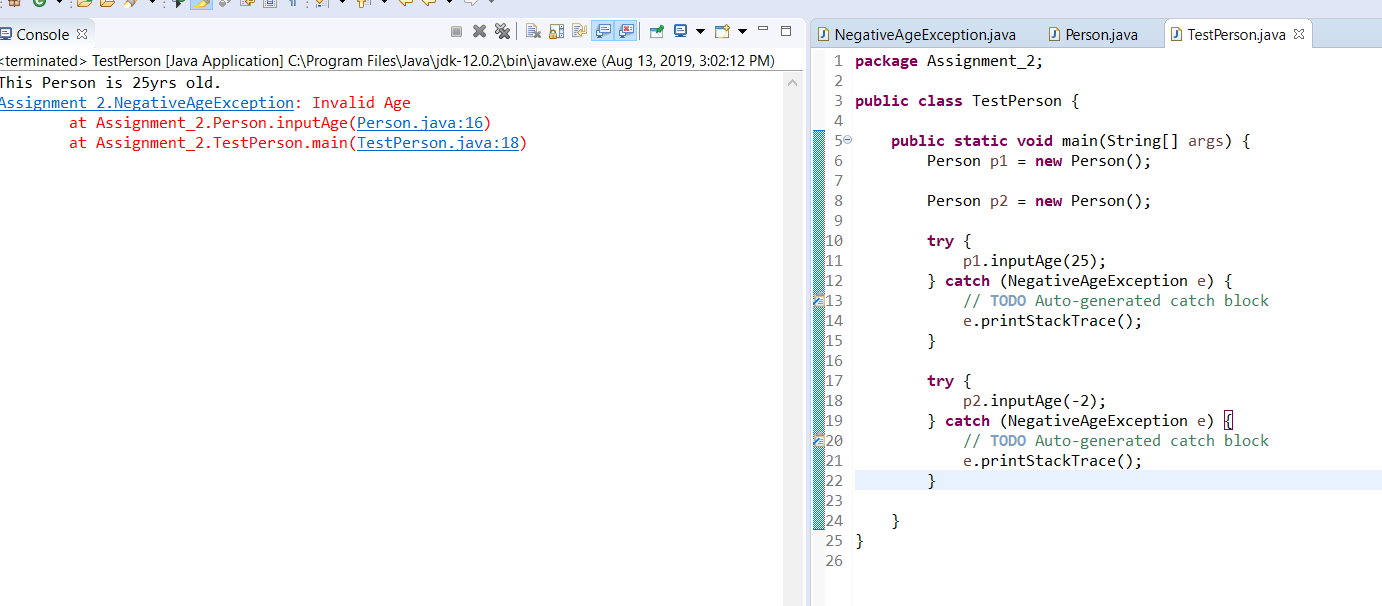 Console
<terminated> TestPerson [Java Application] C:\Program Files\Java\jdk-12.0.2\bin\javaw.exe (Aug 13, 2019, 3:02:12 PM)
This Person is 25yrs old.
Assignment_2.NegativeAgeException: Invalid Age
at Assignment_2.Person.inputAge(Person.java:16)
at Assignment_2.TestPerson.main(TestPerson.java:18)
NegativeAgeException.java Person.java TestPerson.java
1 package Assignment_2;
2
3 public class TestPerson {
4
5 public static void main(String[] args) {
6 Person p1 = new Person();
7
8 Person p2 = new Person();
9
10 try {
11 p1.inputAge(25);
12 } catch (NegativeAgeException e) {
13 // TODO Auto-generated catch block
14 e.printStackTrace();
15 }
16
17 try {
18 p2.inputAge(-2);
19 } catch (NegativeAgeException e) {
20 // TODO Auto-generated catch block
21 e.printStackTrace();
22 }
23
24 }
25 }
26